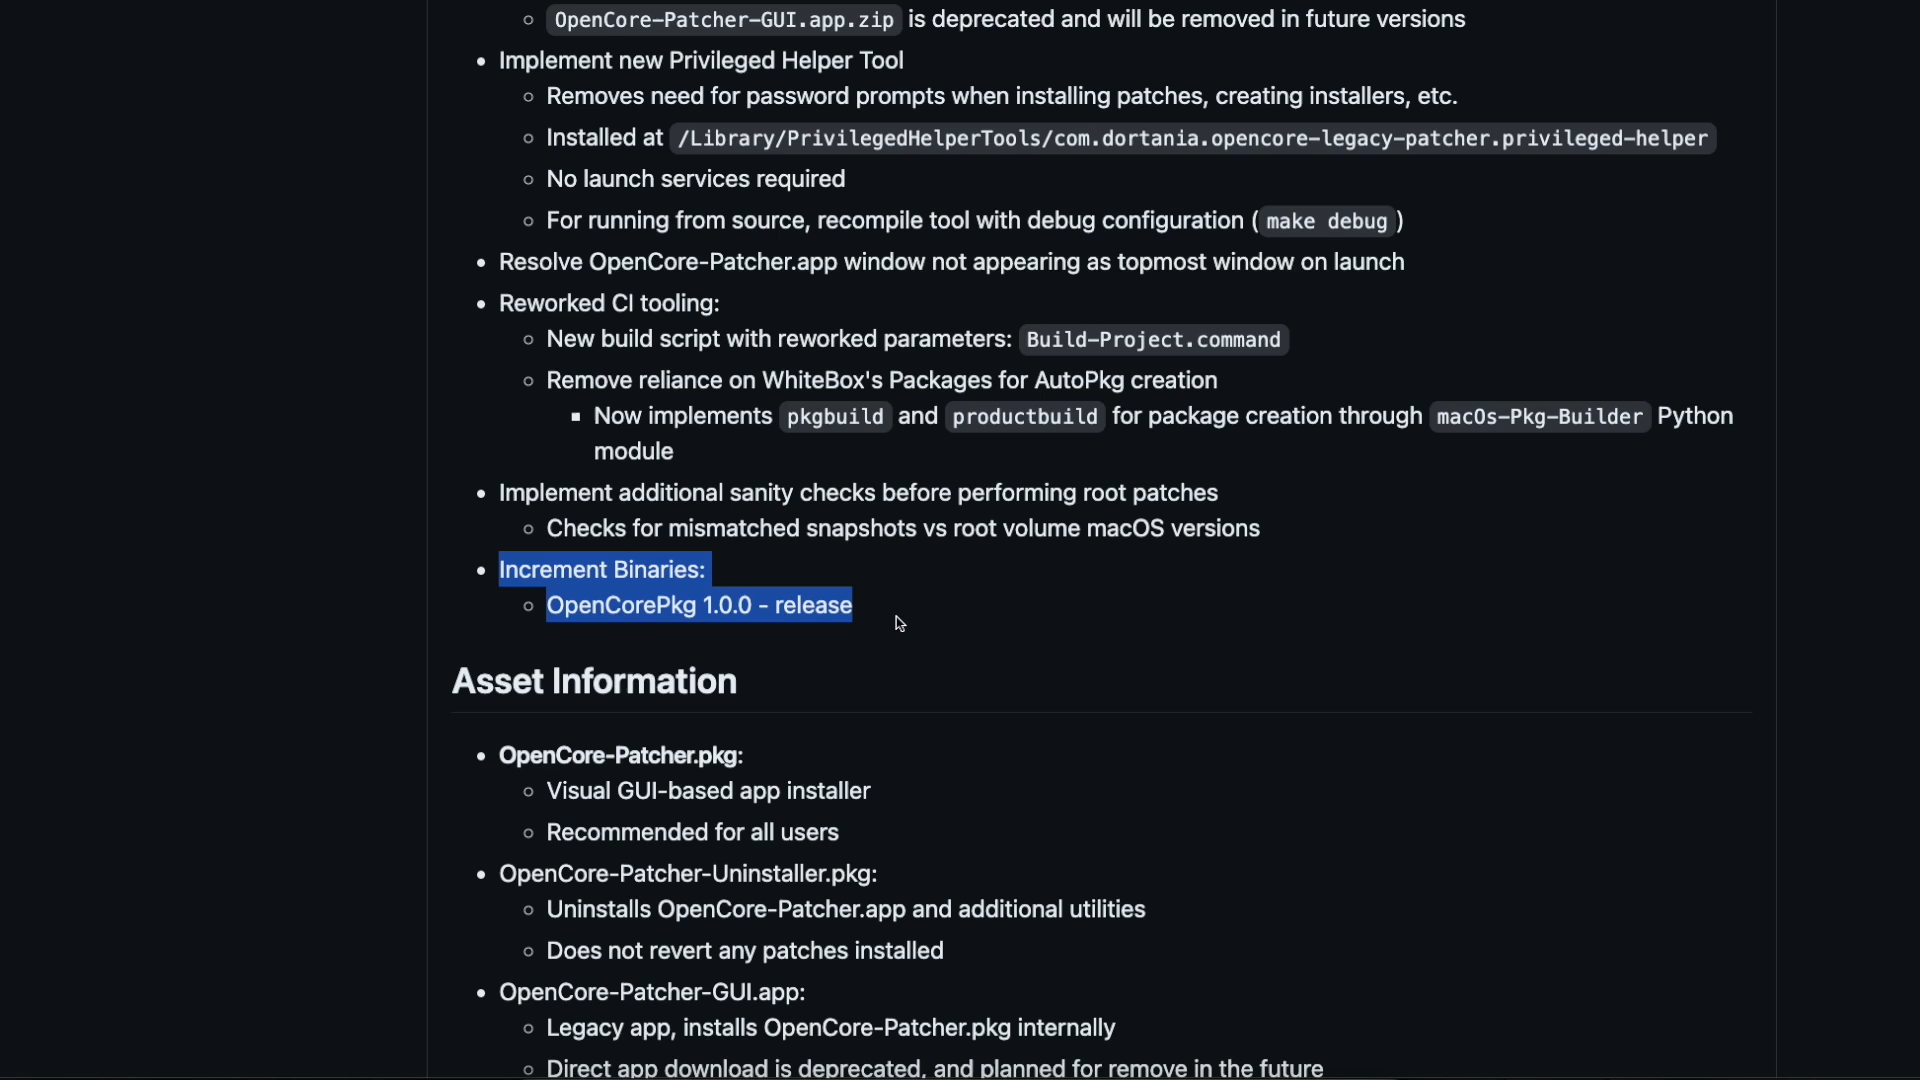 OpenCore-Patcher-GUI.app.zip is deprecated and will be removed in future versions
Implement new Privileged Helper Tool
Removes need for password prompts when installing patches, creating installers, etc.
Installed at /Library/PrivilegedHelperTools/com.dortania.opencore-legacy-patcher.privileged-helper
No launch services required
For running from source, recompile tool with debug configuration ( make debug )
Resolve OpenCore-Patcher.app window not appearing as topmost window on launch
Reworked CI tooling:
New build script with reworked parameters: Build-Project.command
Remove reliance on WhiteBox's Packages for AutoPkg creation
Now implements pkgbuild and productbuild for package creation through macOs-Pkg-Builder Python
module
Implement additional sanity checks before performing root patches
Checks for mismatched snapshots vs root volume macOS versions
Increment Binaries:
OpenCorePkg 1.0.0 - release
Asset Information
OpenCore-Patcher.pkg:
Visual GUI-based app installer
Recommended for all users
OpenCore-Patcher-Uninstaller.pkg:
Uninstalls OpenCore-Patcher.app and additional utilities
Does not revert any patches installed
OpenCore-Patcher-GUI.app:
Legacy app, installs OpenCore-Patcher.pkg internally
Direct app download is deprecated, and planned for remove in the future